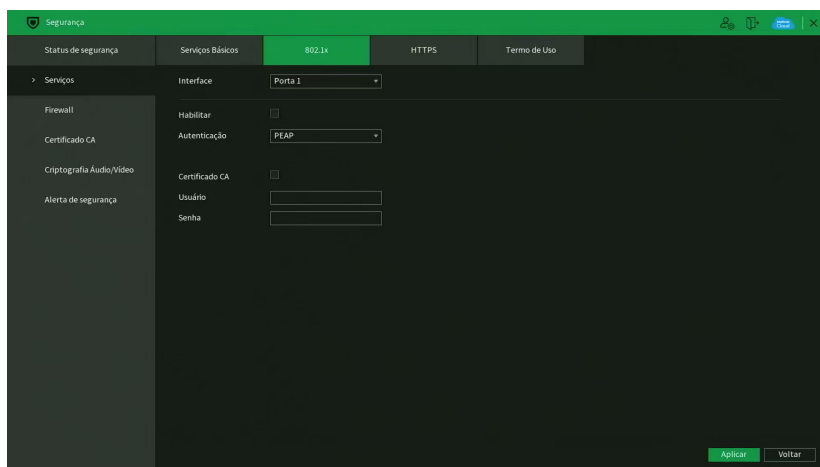 Segurança
Status de segurança
Serviços Básicos
802.1x
HTTPS
Termo de Uso
> Serviços
Firewall
Certificado CA
Criptografia Áudio/Vídeo
Alerta de segurança
Interface
Porta 1
Habilitar
Autenticação
PEAP
Certificado CA
Usuário
Senha
Aplicar
Voltar